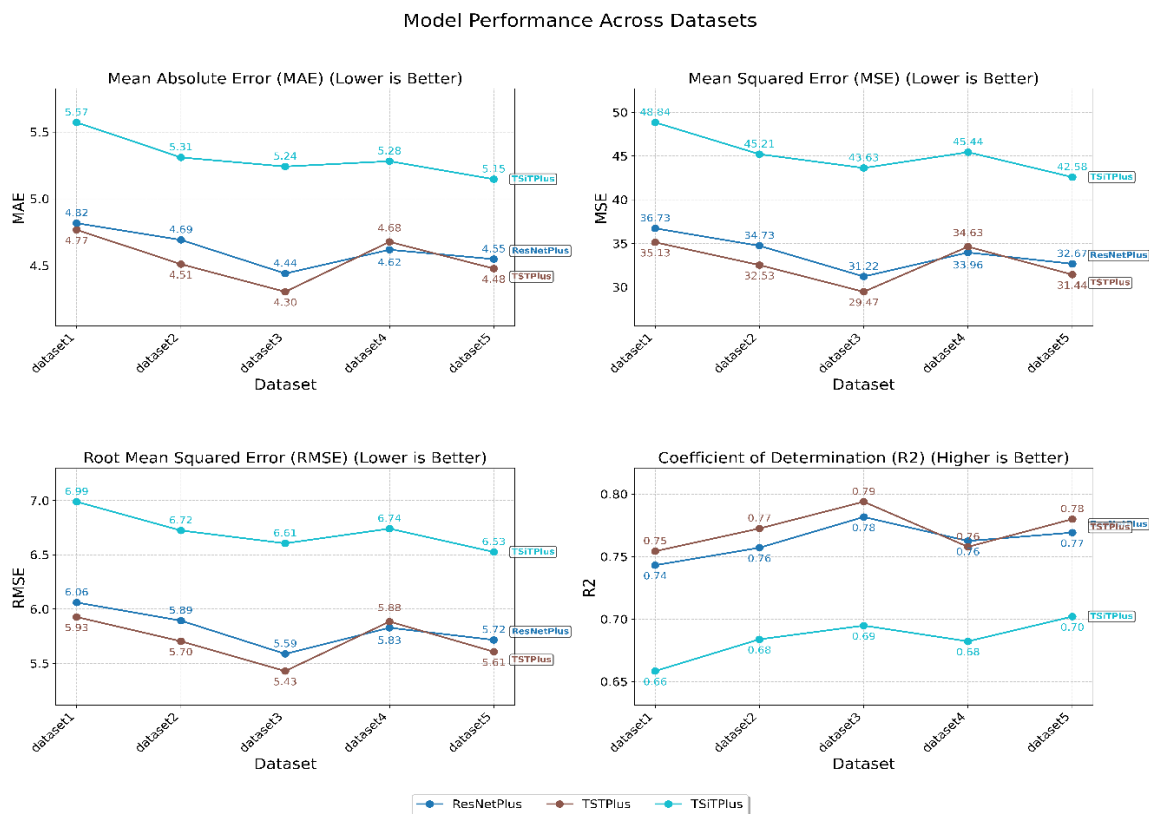 Model Performance Across Datasets
Mean Absolute Error (MAE) (Lower is Better)
MAE
5.5
5.0
4.5
5.57
5.31
5.24
5.28
5.15
4.82
4.69
4.44
4.62
4.55
4.77
4.51
4.30
4.68
4.48
TSiTPlus
ResNetPlus
TSTPlus
dataset1
dataset2
dataset3
dataset4
dataset5
Dataset
Mean Squared Error (MSE) (Lower is Better)
MSE
50
45
40
35
30
48.84
45.21
43.63
45.44
42.58
36.73
34.73
31.22
33.96
32.67
35.13
32.53
29.47
34.63
31.44
TSiTPlus
ResNetPlus
TSTPlus
dataset1
dataset2
dataset3
dataset4
dataset5
Dataset
Root Mean Squared Error (RMSE) (Lower is Better)
RMSE
7.0
6.5
6.0
5.5
6.99
6.72
6.61
6.74
6.53
6.06
5.89
5.59
5.83
5.72
5.93
5.70
5.43
5.88
5.61
TSiTPlus
ResNetPlus
TSTPlus
dataset1
dataset2
dataset3
dataset4
dataset5
Dataset
Coefficient of Determination (R2) (Higher is Better)
R2
0.80
0.75
0.70
0.65
0.75
0.77
0.79
0.76
0.78
0.74
0.76
0.78
0.76
0.77
0.66
0.68
0.69
0.68
0.70
TSTPlus
TSiTPlus
dataset1
dataset2
dataset3
dataset4
dataset5
Dataset
ResNetPlus
TSTPlus
TSiTPlus